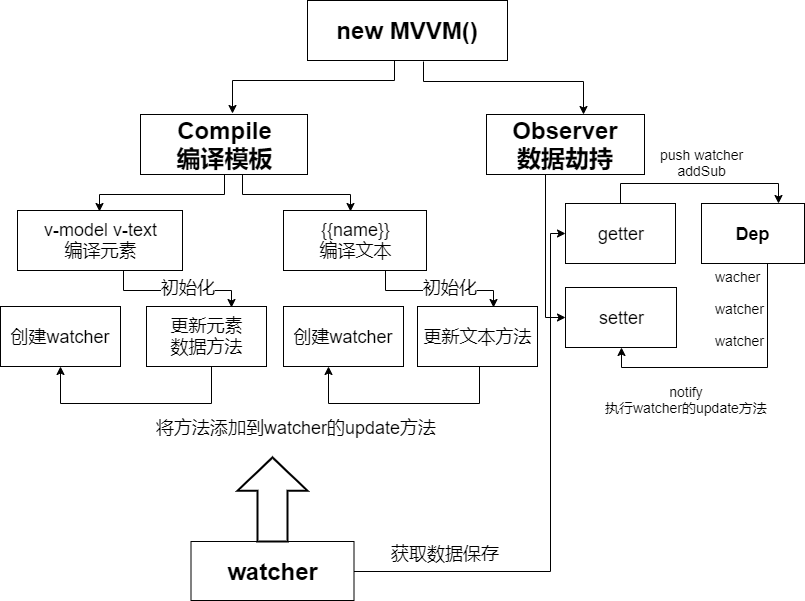 new MVVM()
Compile
编译模板
Observer
数据劫持
push watcher
addSub
v-model v-text
编译元素
{{name}}
编译文本
getter
Dep
初始化
初始化
wacher
watcher
watcher
创建watcher
更新元素
数据方法
创建watcher
更新文本方法
setter
notify
执行watcher的update方法
将方法添加到watcher的update方法
获取数据保存
watcher